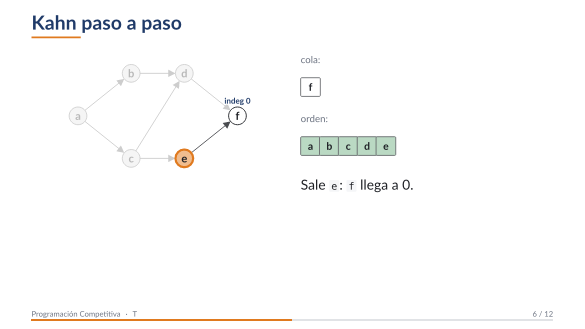 Kahn paso a paso
cola:
f
orden:
a b c d e
Sale e: f llega a 0.
b
d
indeg 0
a
f
c
e
Programación Competitiva · T
6 / 12